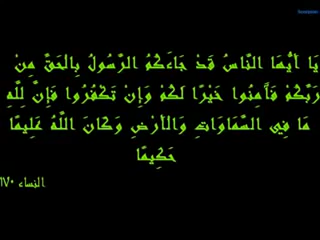 يَا أَيُّهَا النَّاسُ قَدْ جَاءَكُمُ الرَّسُولُ بِالْحَقِّ مِنْ
رَبِّكُمْ فَآمِنُوا خَيْرًا لَكُمْ وَإِنْ تَكْفُرُوا فَإِنَّ لِلَّهِ
مَا فِي السَّمَاوَاتِ وَالْأَرْضِ وَكَانَ اللَّهُ عَلِيمًا
حَكِيمًا
النساء ١٧٠